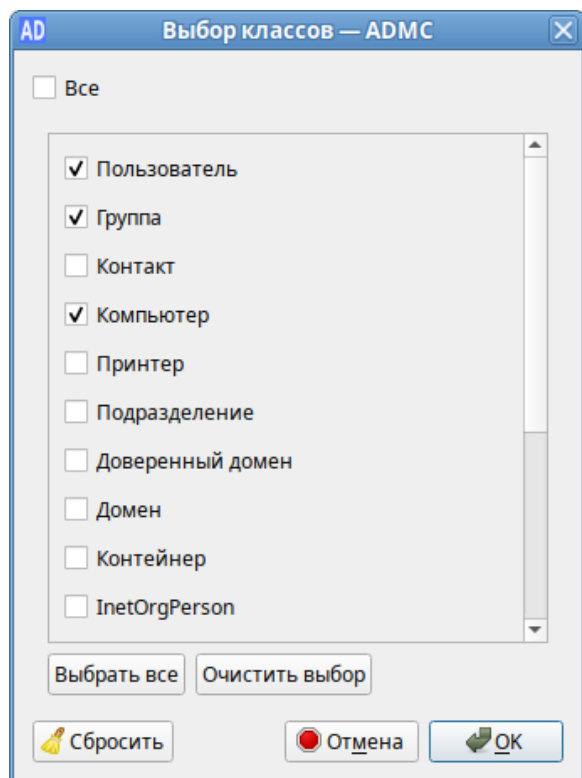 AD Выбор классов — ADMC
Все
Пользователь
Группа
Контакт
Компьютер
Принтер
Подразделение
Доверенный домен
Домен
Контейнер
InetOrgPerson
Выбрать все Очистить выбор
Сбросить Отмена OK